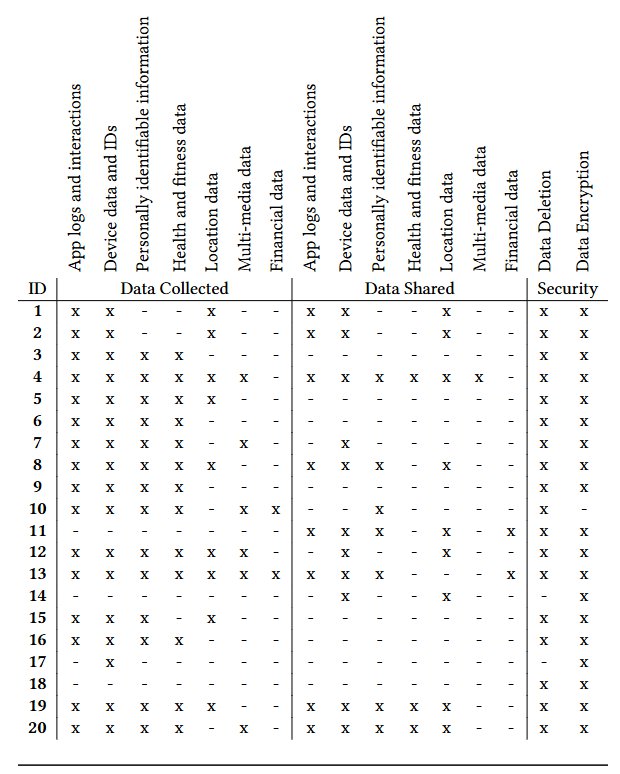 App logs and interactions
Device data and IDs
Personally identifiable information
Health and fitness data
Location data
Multi-media data
Financial data
App logs and interactions
Device data and IDs
Personally identifiable information
Health and fitness data
Location data
Multi-media data
Financial data
Data Deletion
Data Encryption
ID Data Collected Data Shared Security
1 x x - - x - - x x - - x - - x x
2 x x - - x - - x x - - x - - x x
3 x x x x - - - - - - - - - - x x
4 x x x x x x - x x x x x x - x x
5 x x x x x - - - - - - - - - x x
6 x x x x - - - - - - - - - - x x
7 x x x x - x - - x - - - - - x x
8 x x x x x - - x x x - x - - x x
9 x x x x - - - - - - - - - - x x
10 x x x x - x x - - x - - - - x -
11 - - - - - - - x x x - x - x x x
12 x x x x x x - - x - - x - - x x
13 x x x x x x x x x x - - - x x x
14 - - - - - - - - x - - x - - - x
15 x x x - x - - - - - - - - - x x
16 x x x x - - - - - - - - - - x x
17 - x - - - - - - - - - - - - - x
18 - - - - - - - - - - - - - - x x
19 x x x x x - - x x x x x - - x x
20 x x x x - x - x x x x x - - x x